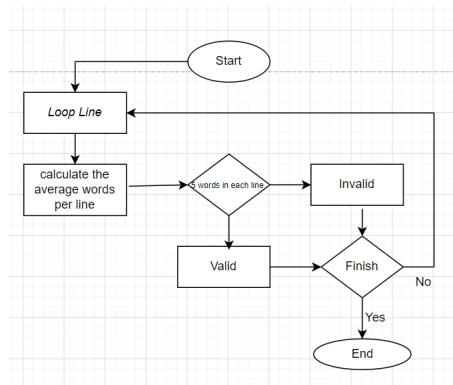 Start
Loop Line
calculate the
average words
per line
5 words in each line
Invalid
Valid
Finish
No
Yes
End